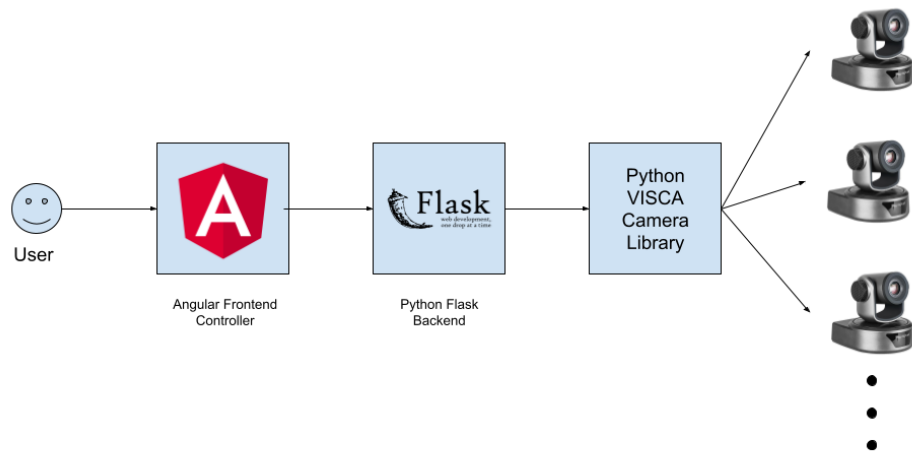 User
A
Angular Frontend
Controller
Flask
web development,
one drop at a time
Python Flask
Backend
Python
VISCA
Camera
Library